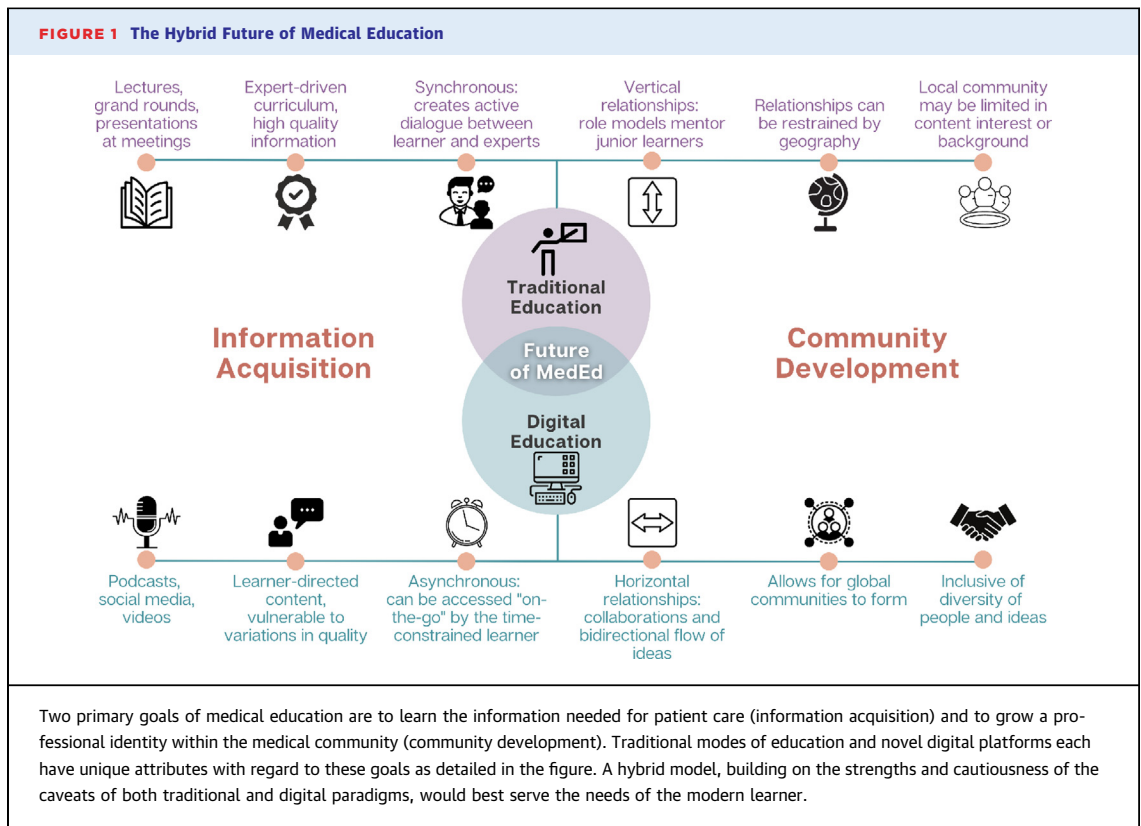 FIGURE 1 The Hybrid Future of Medical Education
Lectures,
grand rounds,
presentations
at meetings
Expert-driven
curriculum,
high quality
information
Synchronous:
creates active
dialogue between
learner and experts
Vertical
relationships:
role models mentor
junior learners
Relationships can
be restrained by
geography
Local community
may be limited in
content interest or
background
Traditional
Education
Information
Acquisition
Future
of MedEd
Community
Development
Digital
Education
Podcasts,
social media,
videos
Learner-directed
content,
vulnerable to
variations in quality
Asynchronous:
can be accessed "on-
the-go" by the time-
constrained learner
Horizontal
relationships:
collaborations and
bidirectional flow of
ideas
Allows for global
communities to form
Inclusive of
diversity of
people and ideas
Two primary goals of medical education are to learn the information needed for patient care (information acquisition) and to grow a pro-
fessional identity within the medical community (community development). Traditional modes of education and novel digital platforms each
have unique attributes with regard to these goals as detailed in the figure. A hybrid model, building on the strengths and cautiousness of the
caveats of both traditional and digital paradigms, would best serve the needs of the modern learner.